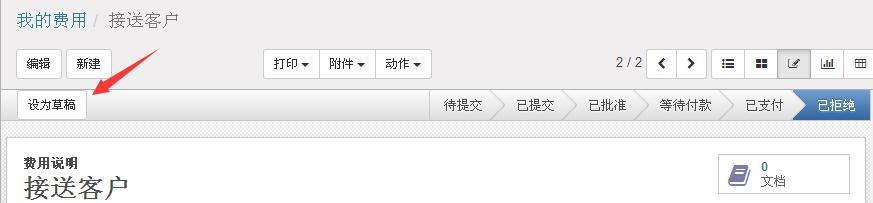 我的费用 / 接送客户
编辑 新建 打印 附件 动作 2 / 2
设为草稿 待提交 已提交 已批准 等待付款 已支付 已拒绝
费用说明
接送客户
0
文档